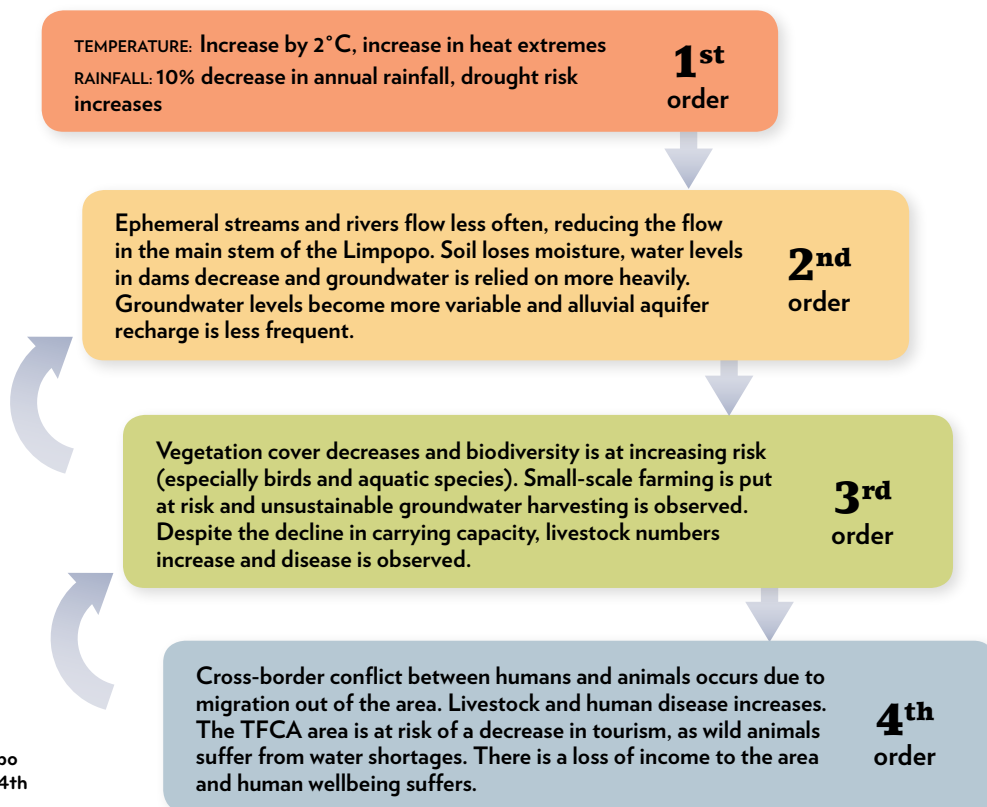 TEMPERATURE: Increase by 2°C, increase in heat extremes
RAINFALL: 10% decrease in annual rainfall, drought risk
increases
1st
order
Ephemeral streams and rivers flow less often, reducing the flow
in the main stem of the Limpopo. Soil loses moisture, water levels
in dams decrease and groundwater is relied on more heavily.
Groundwater levels become more variable and alluvial aquifer
recharge is less frequent.
2nd
order
Vegetation cover decreases and biodiversity is at increasing risk
(especially birds and aquatic species). Small-scale farming is put
at risk and unsustainable groundwater harvesting is observed.
Despite the decline in carrying capacity, livestock numbers
increase and disease is observed.
3rd
order
Cross-border conflict between humans and animals occurs due to
migration out of the area. Livestock and human disease increases.
The TFCA area is at risk of a decrease in tourism, as wild animals
suffer from water shortages. There is a loss of income to the area
and human wellbeing suffers.
4th
order
po
4th